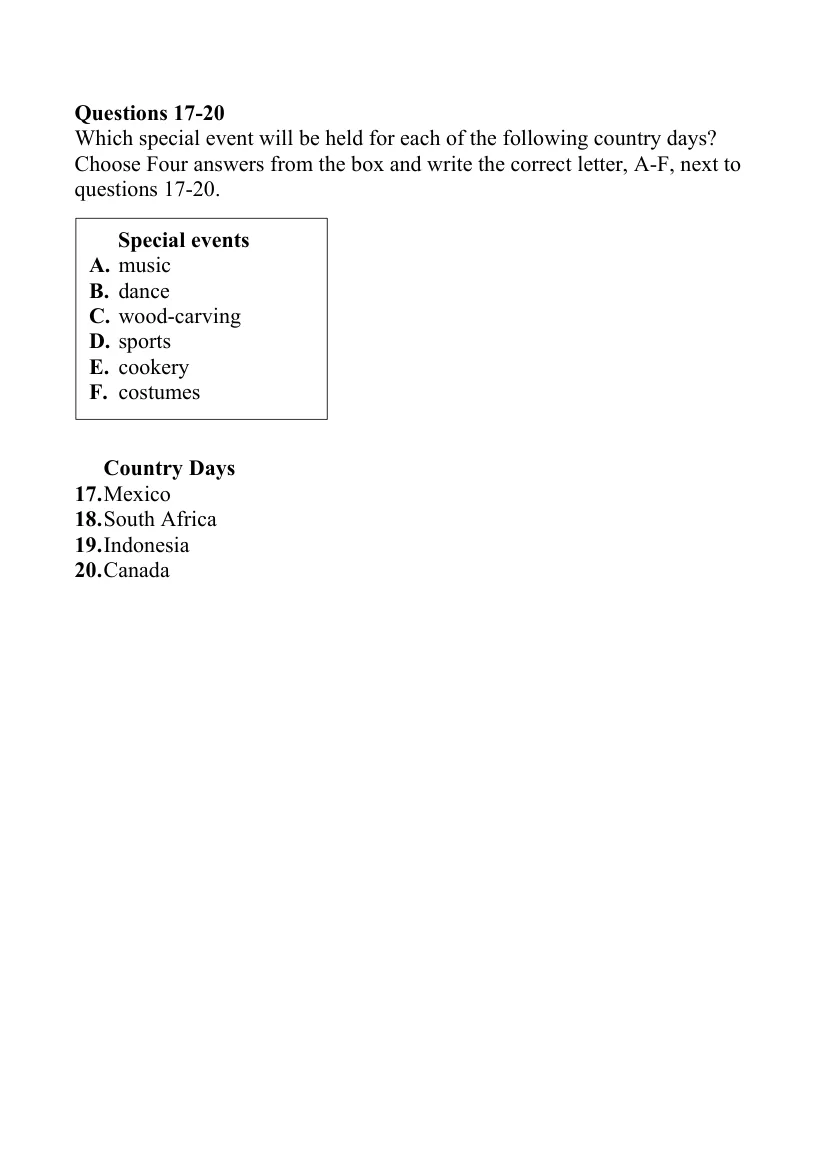 Questions 17-20
Which special event will be held for each of the following country days?
Choose Four answers from the box and write the correct letter, A-F, next to
questions 17-20.
Special events
A. music
B. dance
C. wood-carving
D. sports
E. cookery
F. costumes
Country Days
17.Mexico
18.South Africa
19.Indonesia
20.Canada